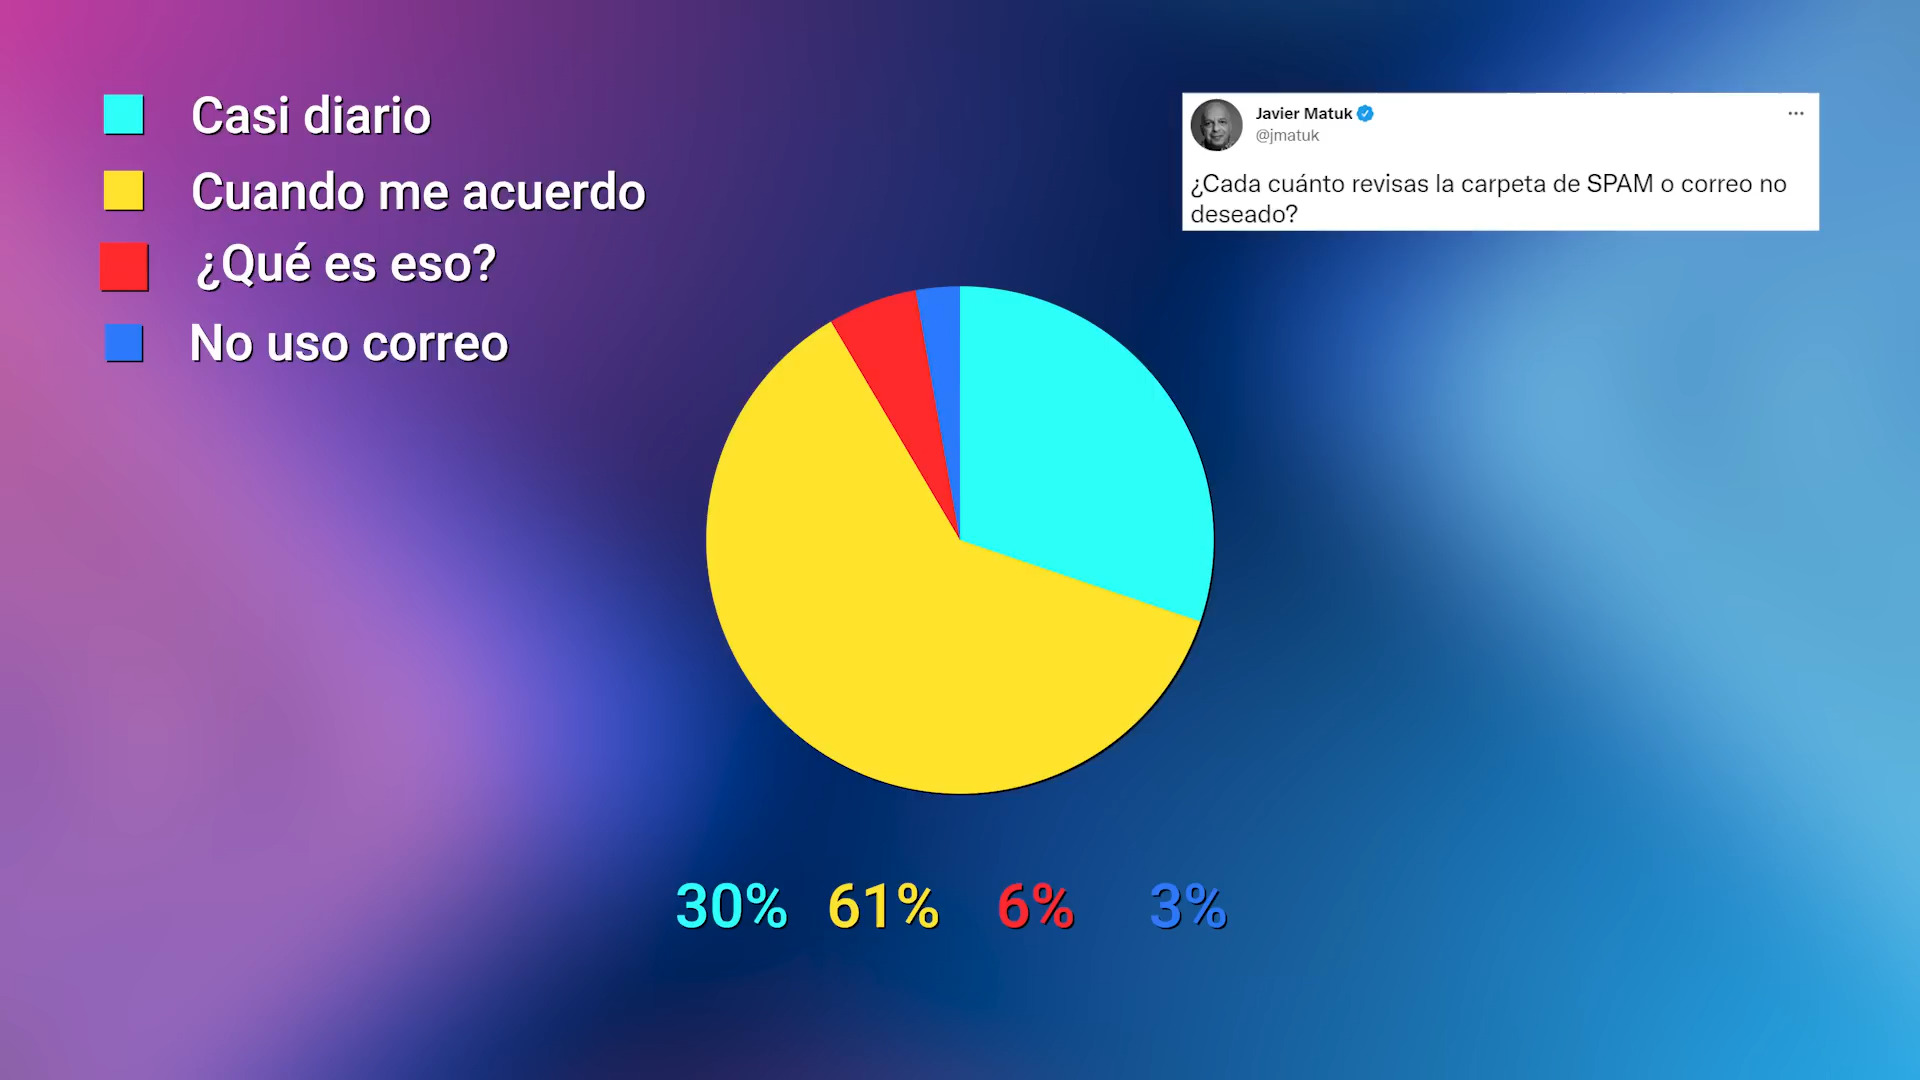 Casi diario
Cuando me acuerdo
¿Qué es eso?
No uso correo
Javier Matuk
@jmatuk
¿Cada cuánto revisas la carpeta de SPAM o correo no
deseado?
30% 61% 6% 3%